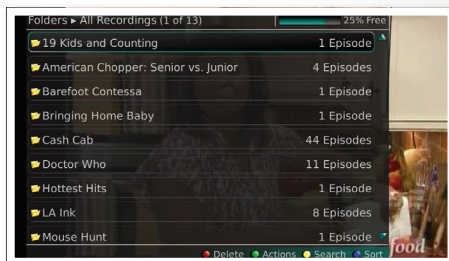 Folders ▸ All Recordings (1 of 13) 25% Free
19 Kids and Counting 1 Episode
American Chopper: Senior vs. Junior 4 Episodes
Barefoot Contessa 1 Episode
Bringing Home Baby 1 Episode
Cash Cab 44 Episodes
Doctor Who 11 Episodes
Hottest Hits 1 Episode
LA Ink 8 Episodes
Mouse Hunt 1 Episode
food
Delete Actions Search Sort